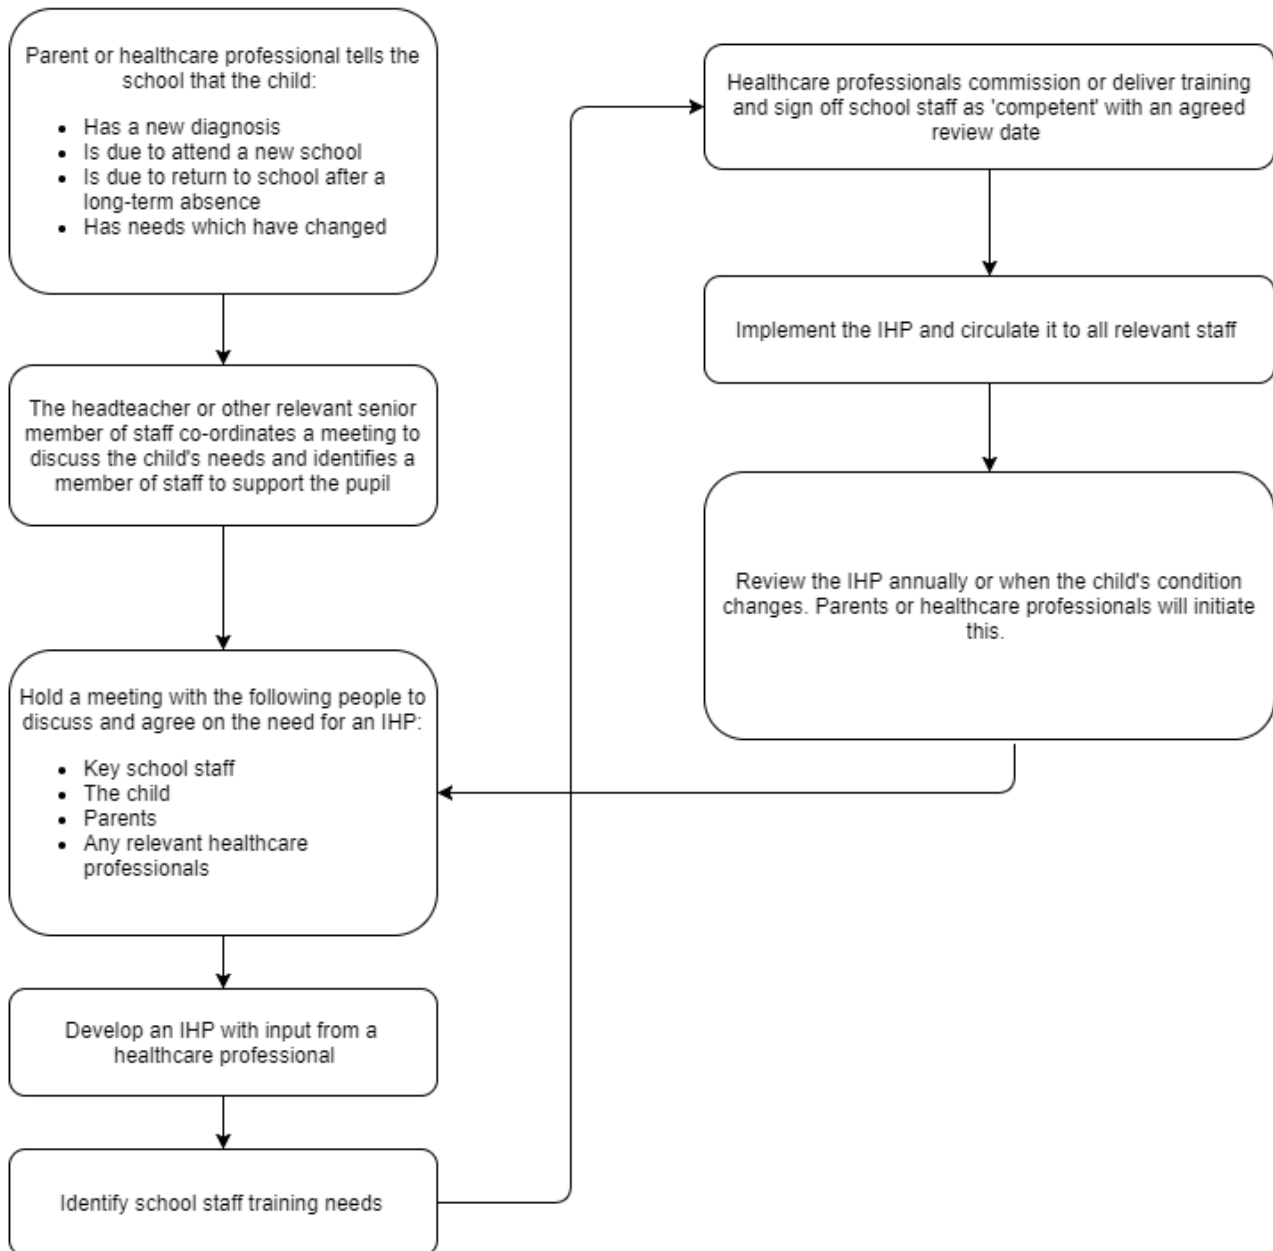 Parent or healthcare professional tells the
school that the child:
• Has a new diagnosis
• Is due to attend a new school
• Is due to return to school after a
long-term absence
• Has needs which have changed
The headteacher or other relevant senior
member of staff co-ordinates a meeting to
discuss the child's needs and identifies a
member of staff to support the pupil
Hold a meeting with the following people to
discuss and agree on the need for an IHP:
• Key school staff
• The child
• Parents
• Any relevant healthcare
professionals
Develop an IHP with input from a
healthcare professional
Identify school staff training needs
Healthcare professionals commission or deliver training
and sign off school staff as 'competent' with an agreed
review date
Implement the IHP and circulate it to all relevant staff
Review the IHP annually or when the child's condition
changes. Parents or healthcare professionals will initiate
this.